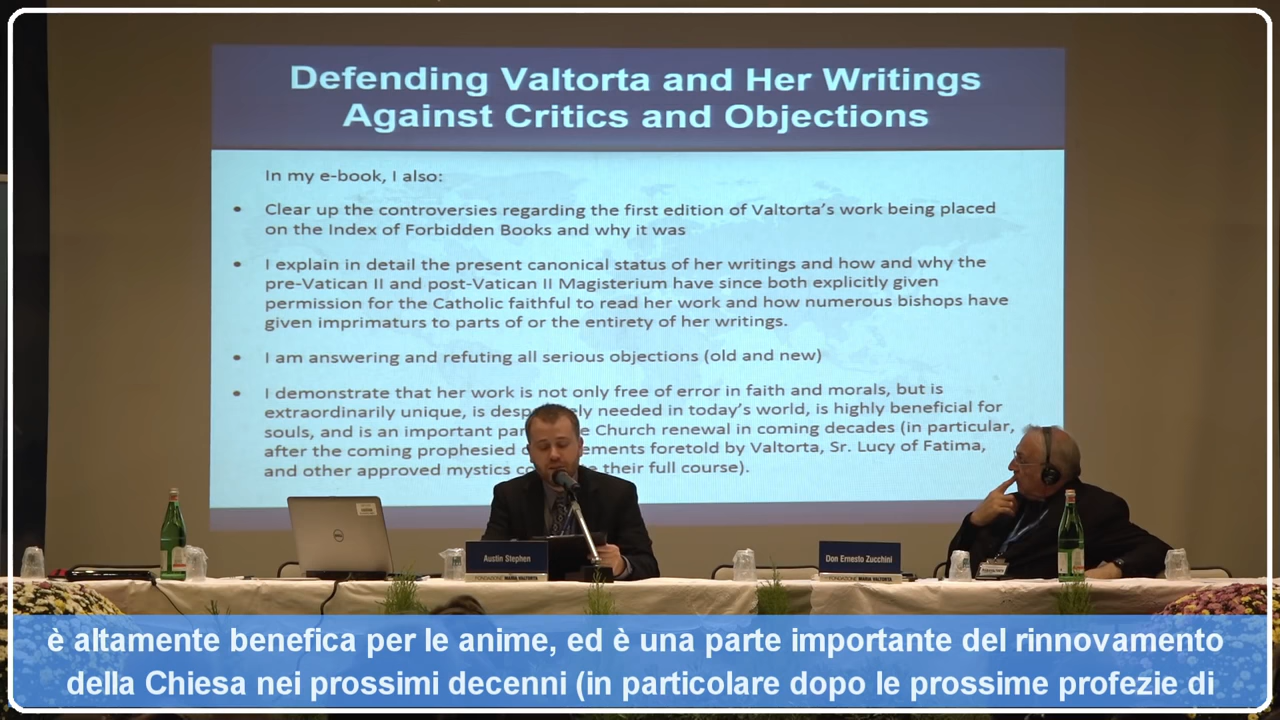 Defending Valtorta and Her Writings
Against Critics and Objections
In my e-book, I also:
• Clear up the controversies regarding the first edition of Valtorta's work being placed
on the Index of Forbidden Books and why it was
• I explain in detail the present canonical status of her writings and how and why the
pre-Vatican II and post-Vatican II Magisterium have since both explicitly given
permission for the Catholic faithful to read her work and how numerous bishops have
given imprimaturs to parts of or the entirety of her writings.
• I am answering and refuting all serious objections (old and new)
• I demonstrate that her work is not only free of error in faith and morals, but is
extraordinarily unique, is ely needed in today's world, is highly beneficial for
souls, and is an important Church renewal in coming decades (in particular,
after the coming prophesied ements foretold by Valtorta, Sr. Lucy of Fatima,
and other approved mystics their full course).
DELL
Austin Stephen
FONDAZIONE MARIA VALTORTA
Don Ernesto Zucchini
FONDAZIONE MARIA VALTORTA
è altamente benefica per le anime, ed è una parte importante del rinnovamento
della Chiesa nei prossimi decenni (in particolare dopo le prossime profezie di